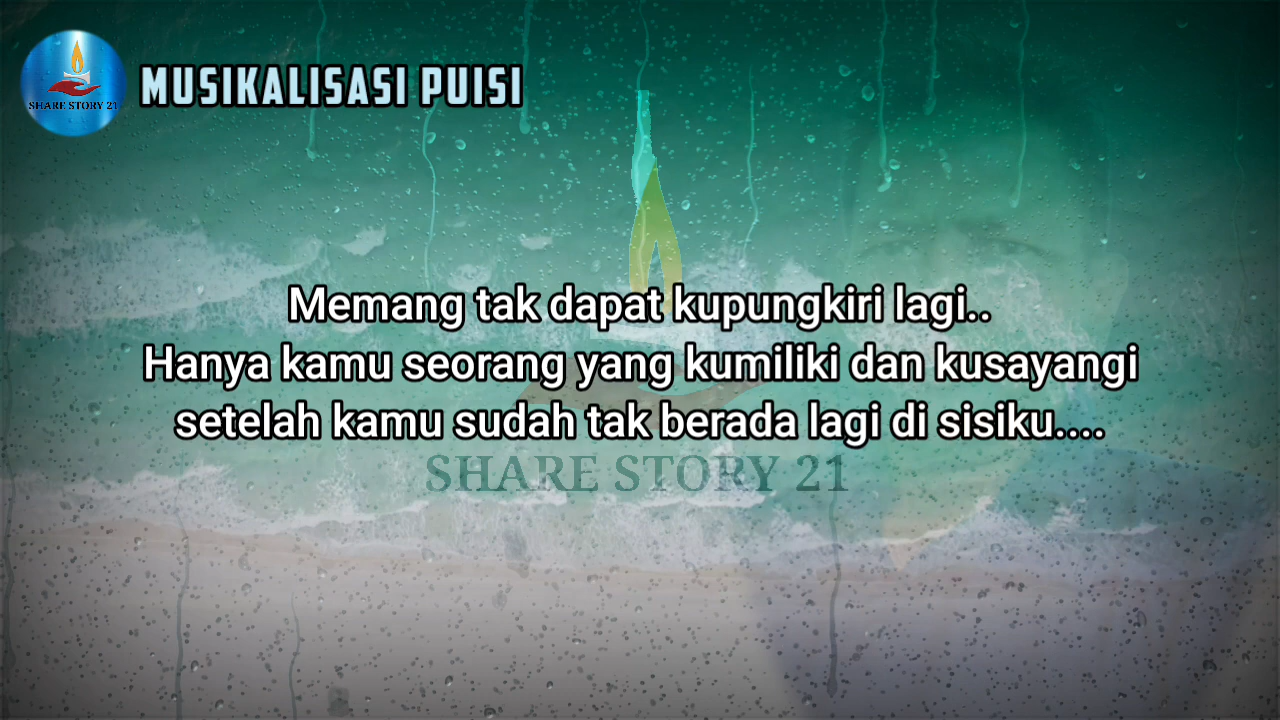 SHARE STORY 21
MUSIKALISASI PUISI
Memang tak dapat kupungkiri lagi..
Hanya kamu seorang yang kumiliki dan kusayangi
setelah kamu sudah tak berada lagi di sisiku....
SHARE STORY 21